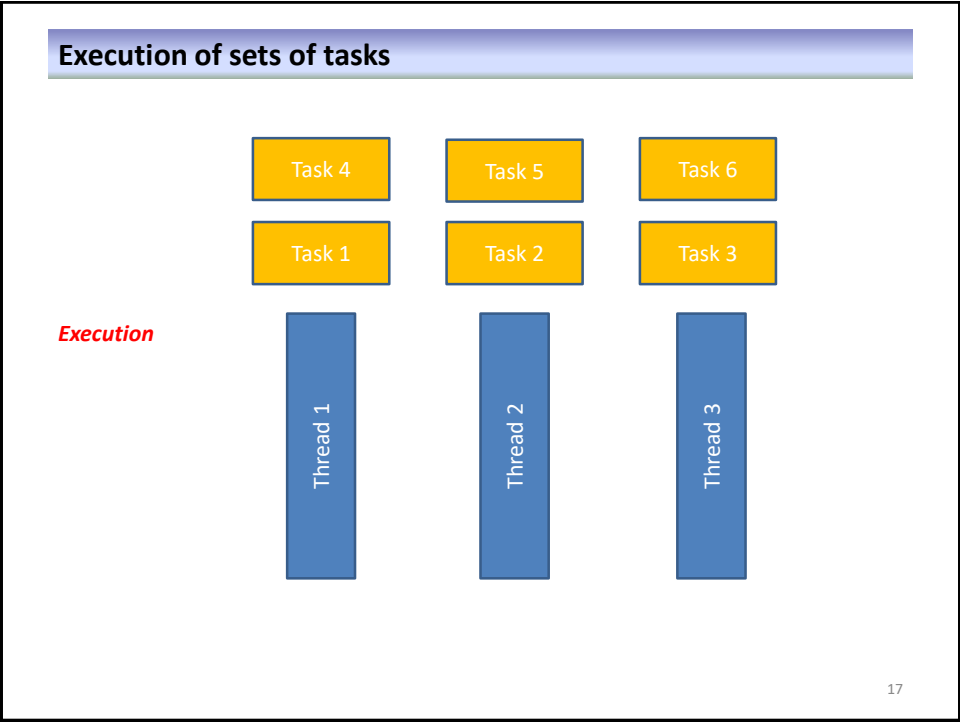 Execution of sets of tasks
Task 4
Task 5
Task 6
Task 1
Task 2
Task 3
Execution
Thread 1
Thread 2
Thread 3
17